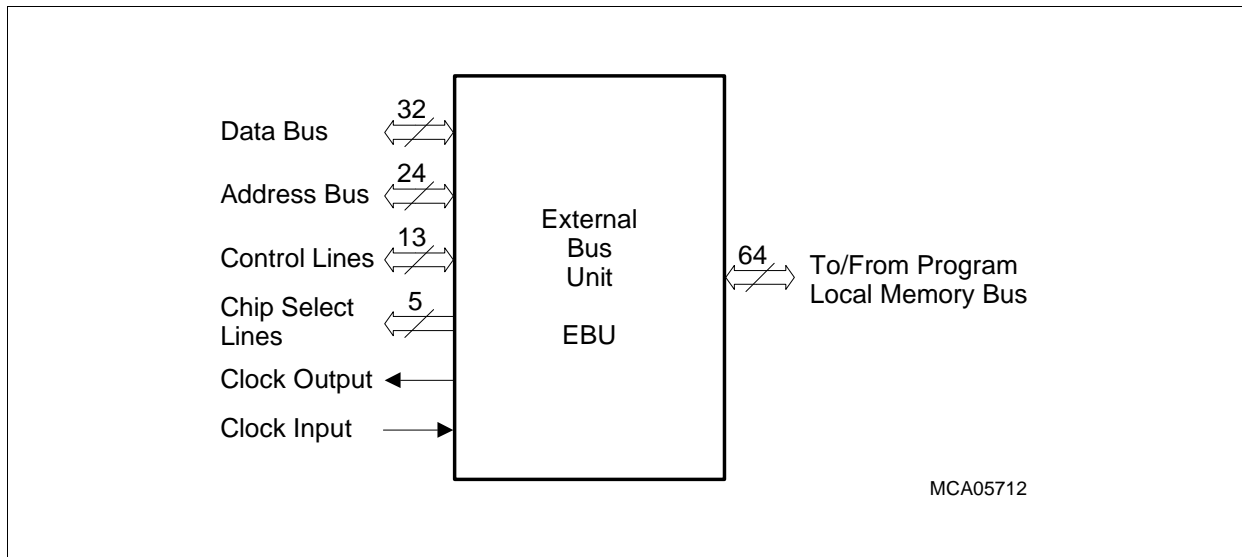 Data Bus
32
Address Bus
24
Control Lines
13
Chip Select
Lines
5
Clock Output
Clock Input
External
Bus
Unit
EBU
64
To/From Program
Local Memory Bus
MCA05712